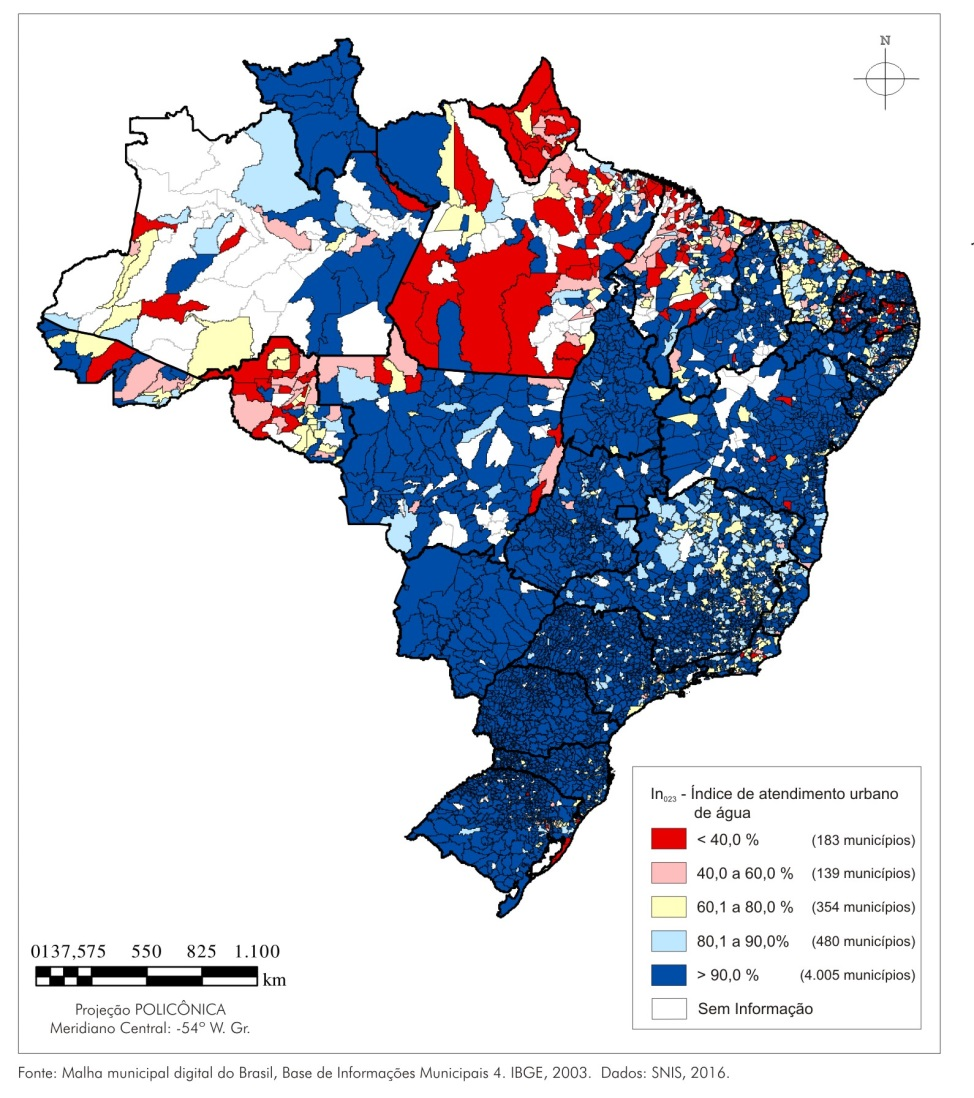 N
In023 - Índice de atendimento urbano
de água
< 40,0 % (183 municípios)
40,0 a 60,0 % (139 municípios)
60,1 a 80,0 % (354 municípios)
80,1 a 90,0% (480 municípios)
> 90,0 % (4.005 municípios)
Sem Informação
0137,575 550 825 1.100
km
Projeção POLICÔNICA
Meridiano Central: -54º W. Gr.
Fonte: Malha municipal digital do Brasil, Base de Informações Municipais 4. IBGE, 2003. Dados: SNIS, 2016.